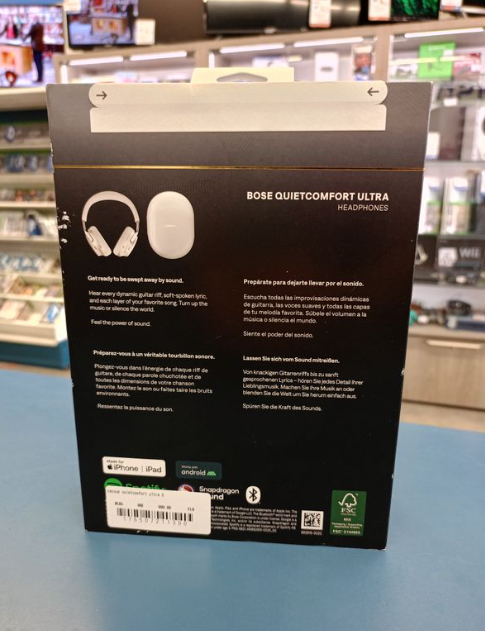 BOSE QUIETCOMFORT ULTRA
HEADPHONES
Get ready to be swept away by sound.
Hear every dynamic guitar riff, soft-spoken lyric,
and each layer of your favorite song. Turn up the
music or silence the world.
Feel the power of sound.
Prepárate para dejarte llevar por el sonido.
Escucha todas las improvisaciones dinámicas
de guitarra, las voces suaves y todas las capas
de tu melodía favorita. Súbele el volumen a la
música o silencia el mundo.
Siente el poder del sonido.
Préparez-vous à un véritable tourbillon sonore.
Plongez-vous dans l'énergie de chaque riff de
guitare, de chaque parole chuchotée et de
toutes les dimensions de votre chanson
favorite. Montez le son ou faites taire les bruits
environnants.
Ressentez la puissance du son.
Lassen Sie sich vom Sound mitreißen.
Von knackigen Gitarrenriffs bis zu sanft
gesprochenen Lyrics – hören Sie jedes Detail Ihrer
Lieblingsmusik. Machen Sie Ihre Musik an oder
blenden Sie die Welt um Sie herum einfach aus.
Spüren Sie die Kraft des Sounds.
Made for
iPhone | iPad
android
Spotify
Snapdragon
sound
FSC
Wii